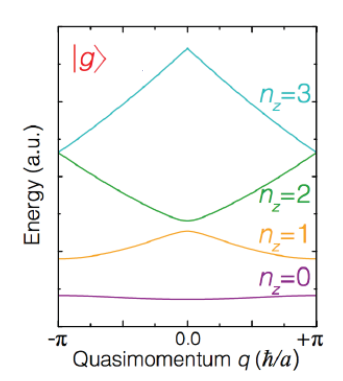 |g⟩
n_z=3
n_z=2
n_z=1
n_z=0
Energy (a.u.)
-π 0.0 +π
Quasimomentum q (ħ/a)